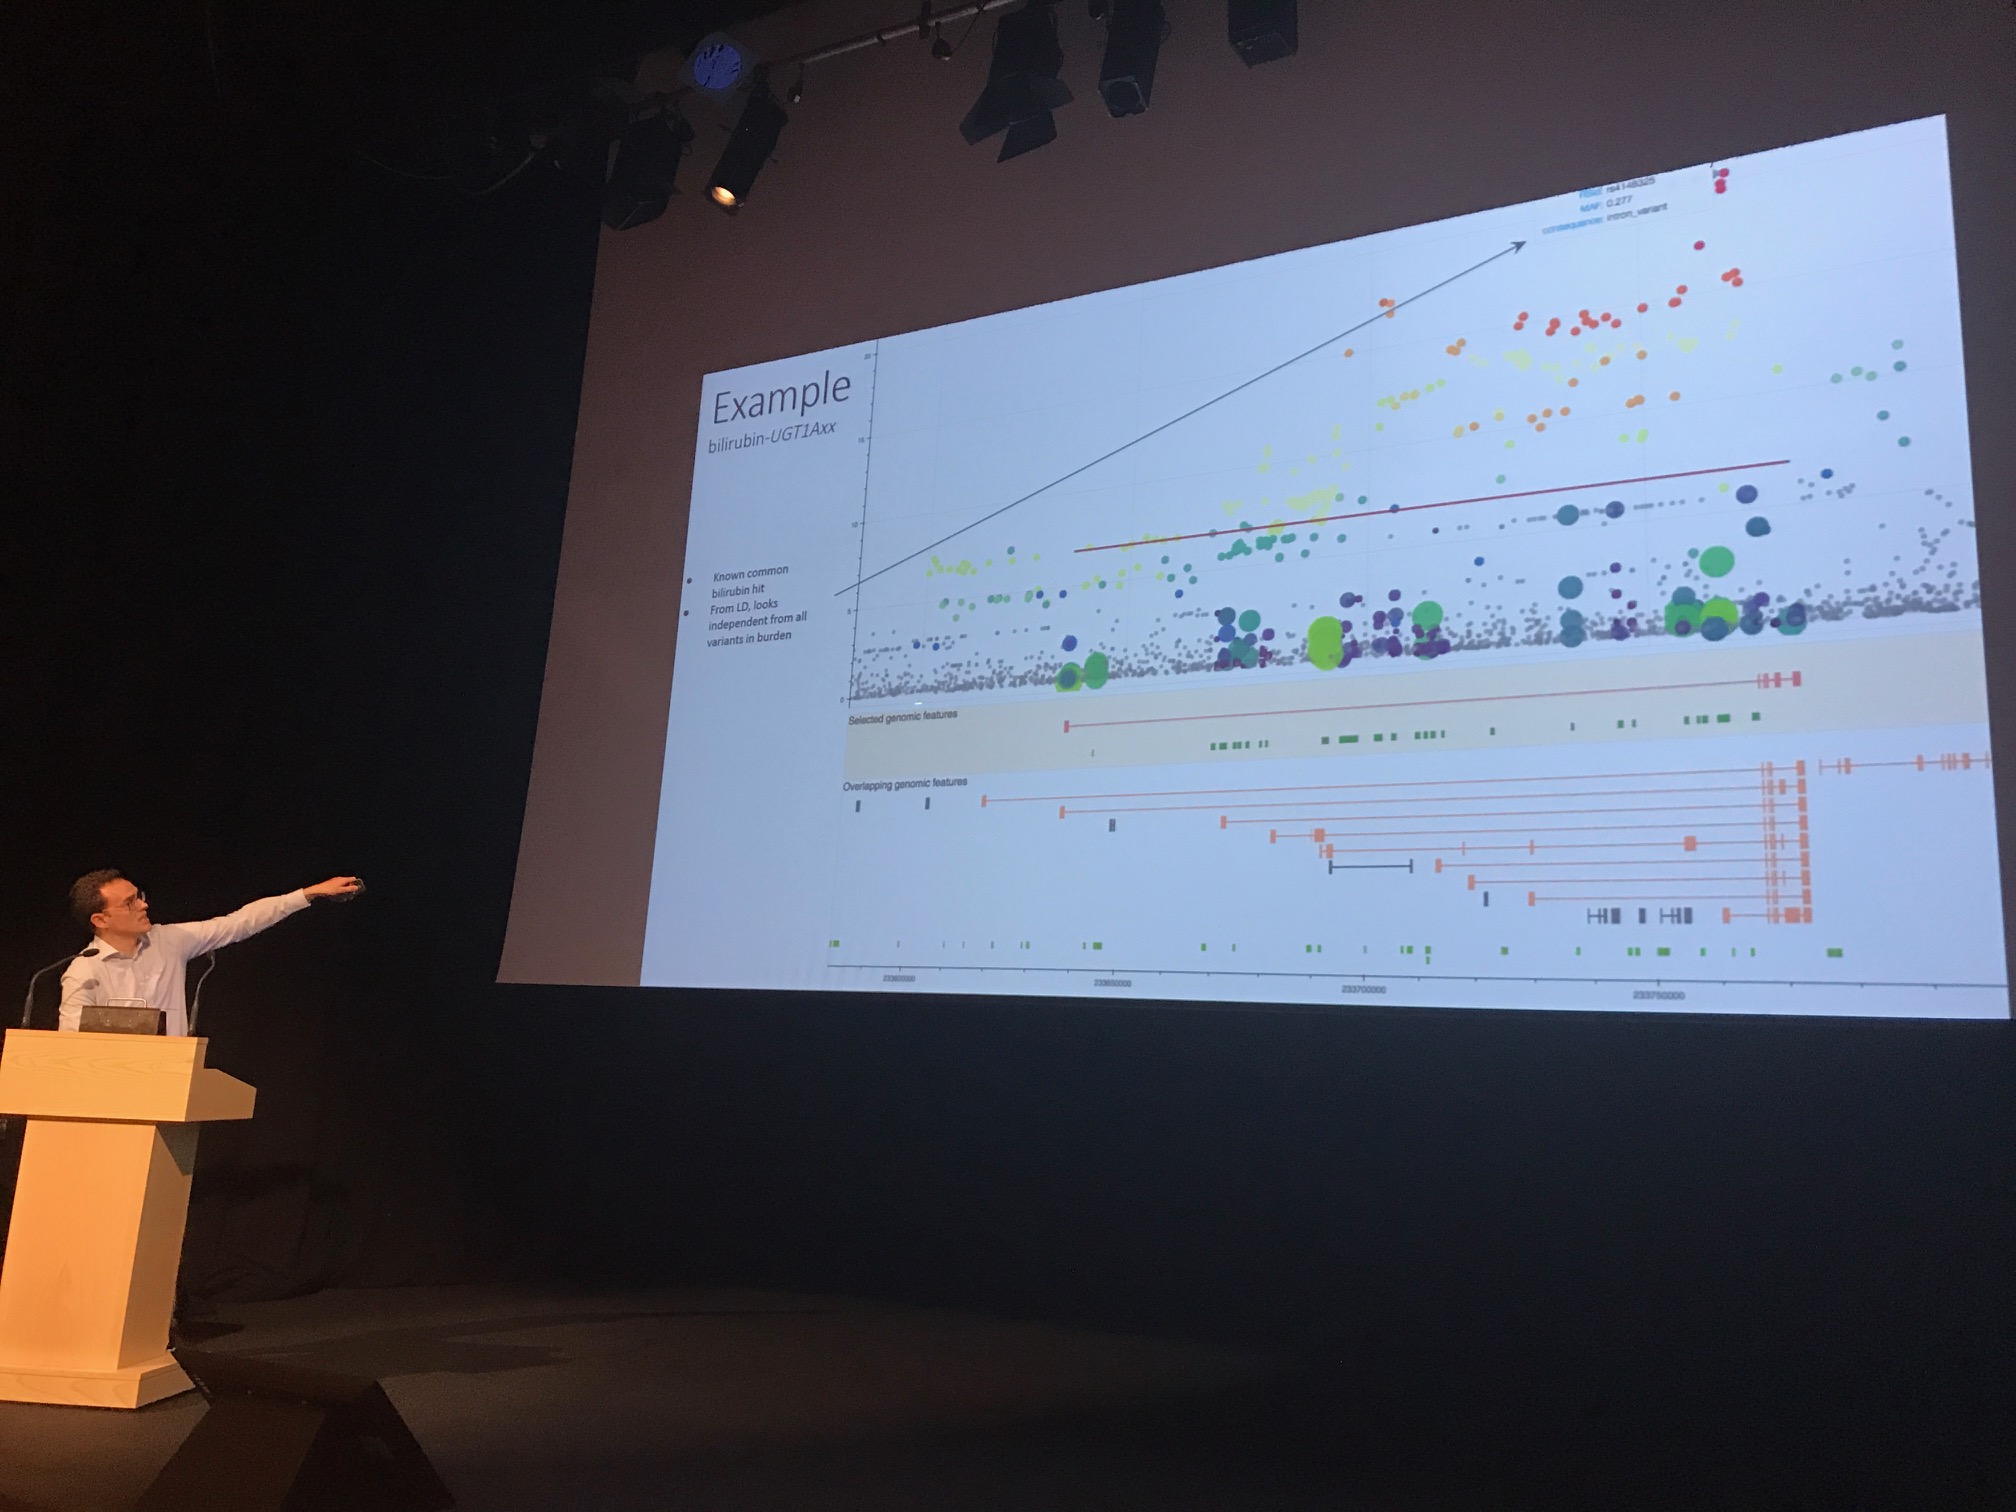 rs4148325
MAF: 0.277
consequence: intron_variant
Example
bilirubin-UGT1Axx
• Known common
bilirubin hit
• From LD, looks
independent from all
variants in burden
20
15
10
5
0
Selected genomic features
Overlapping genomic features
233600000
233650000
233700000
233750000